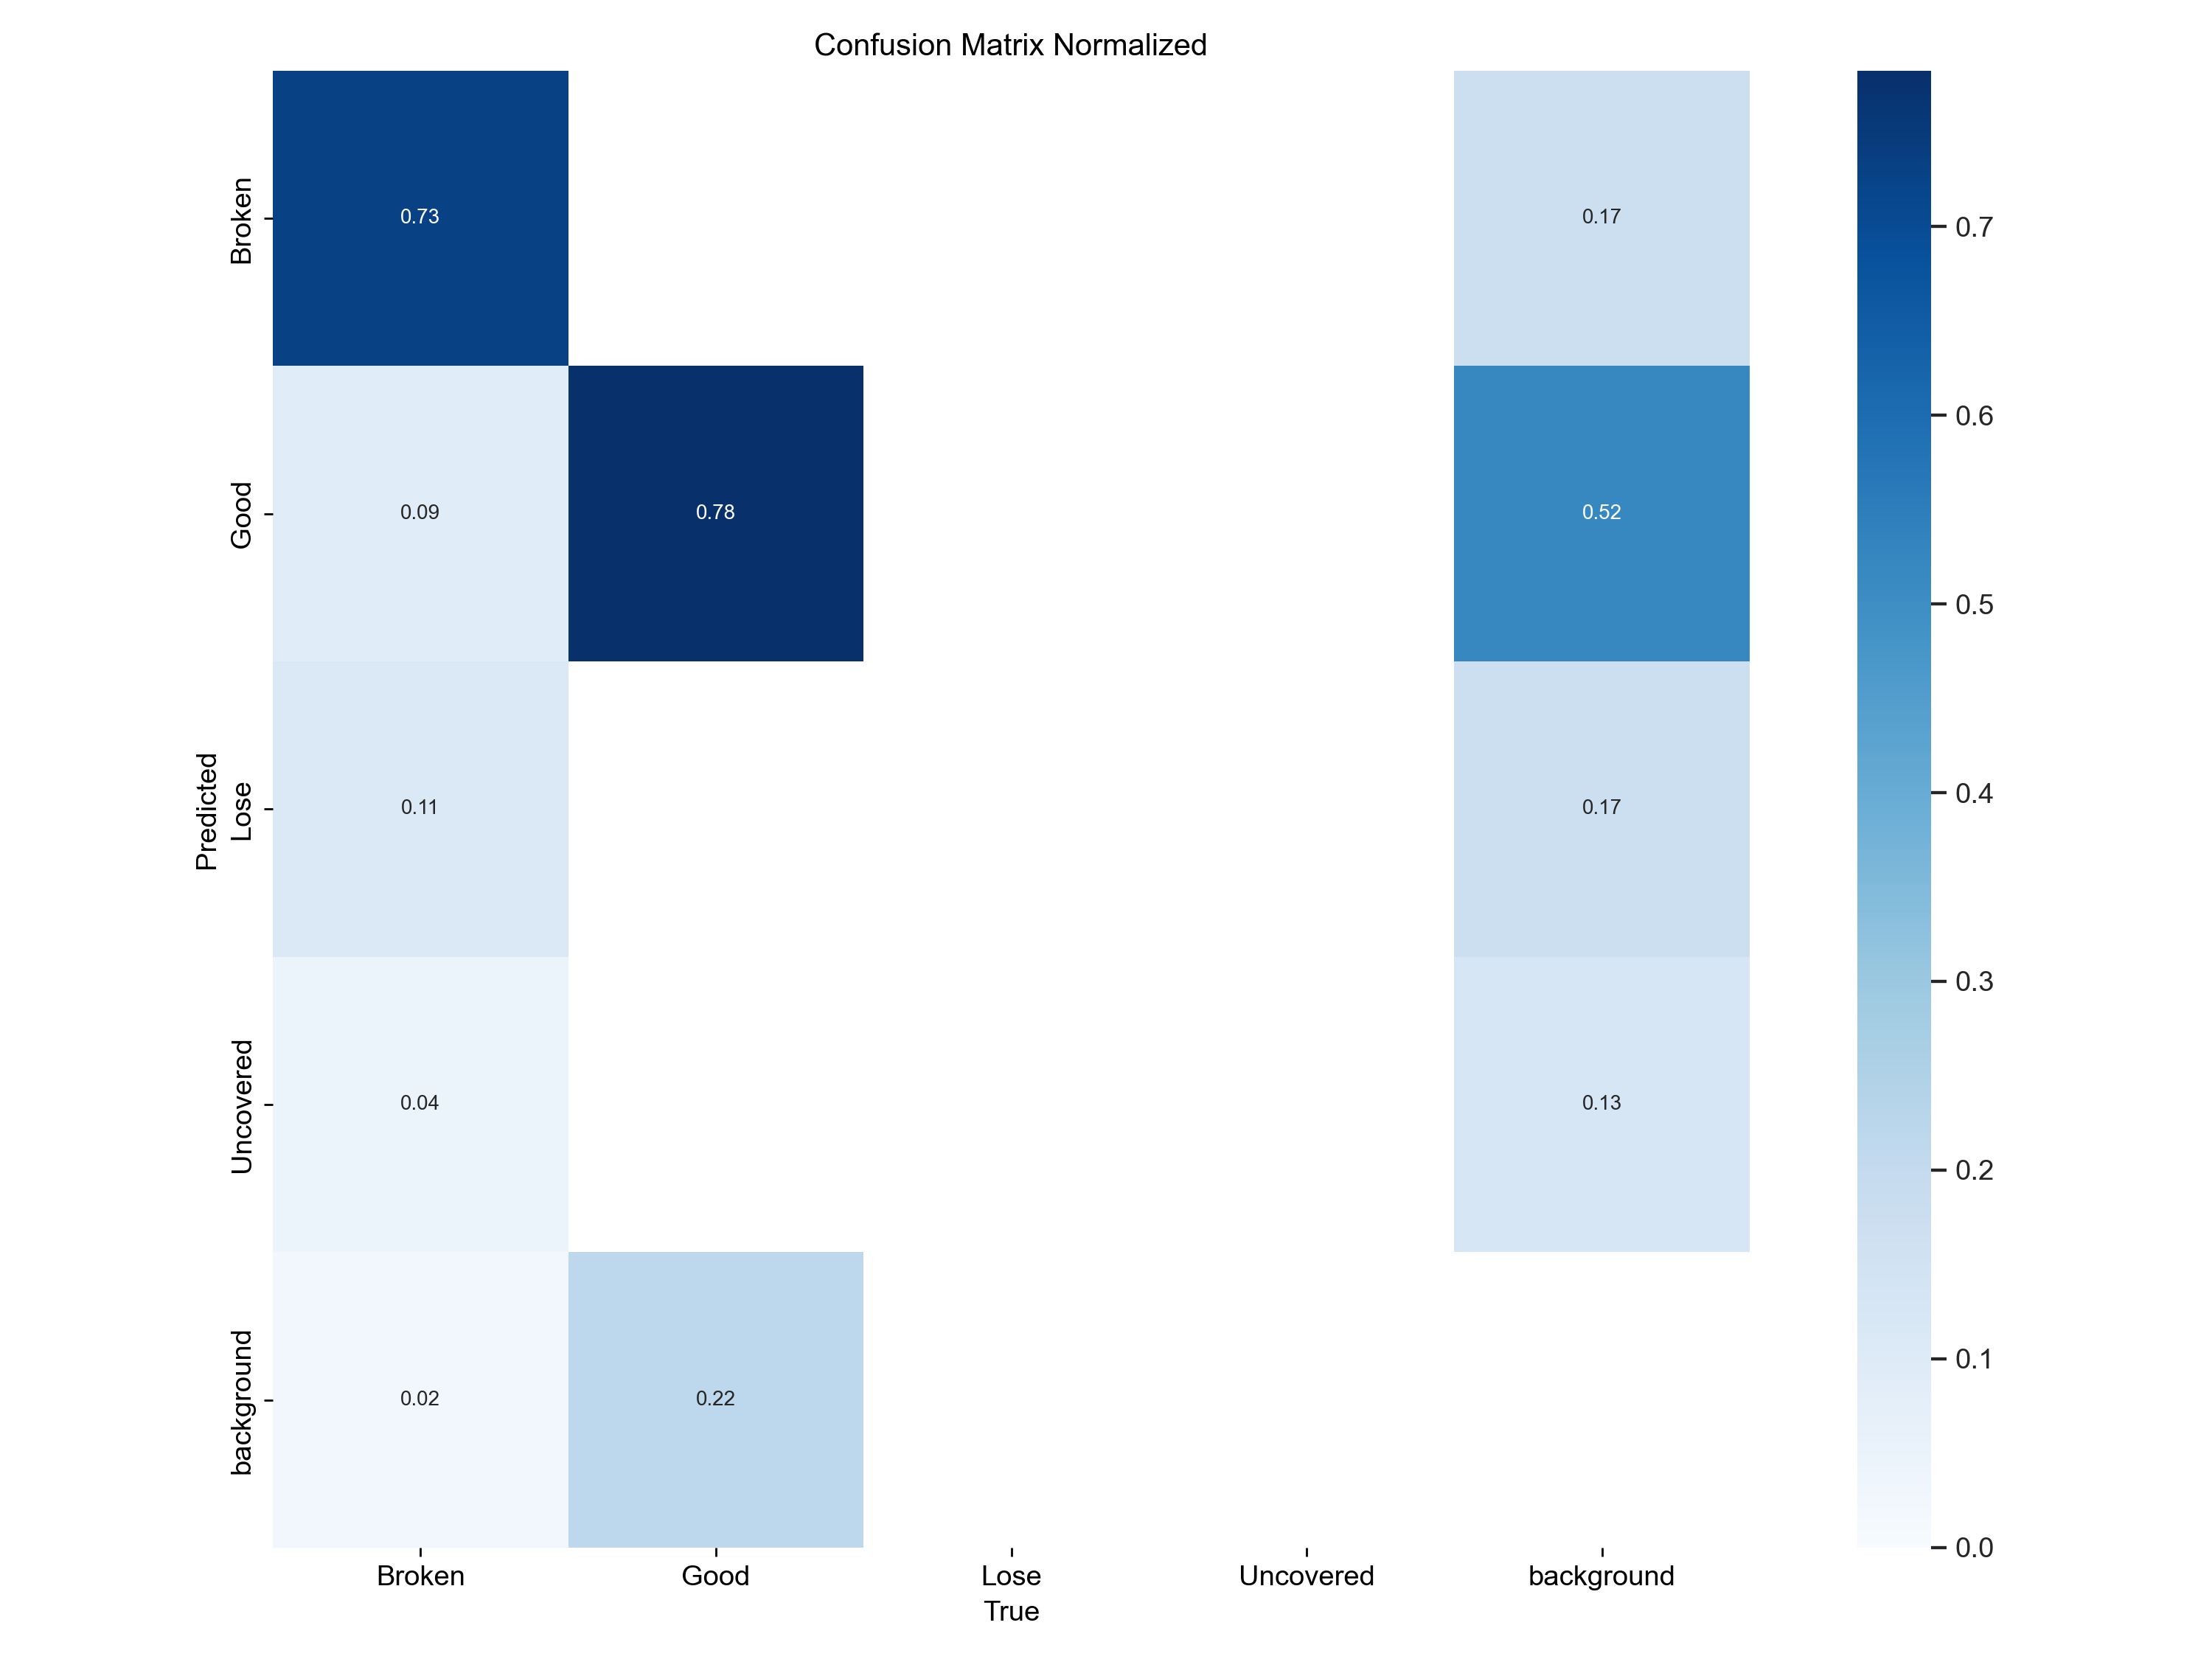 Confusion Matrix Normalized
Broken
0.73
0.17
Good
0.09
0.78
0.52
Lose
0.11
0.17
Uncovered
0.04
0.13
background
0.02
0.22
Predicted
Broken
Good
Lose
Uncovered
background
True
0.7
0.6
0.5
0.4
0.3
0.2
0.1
0.0